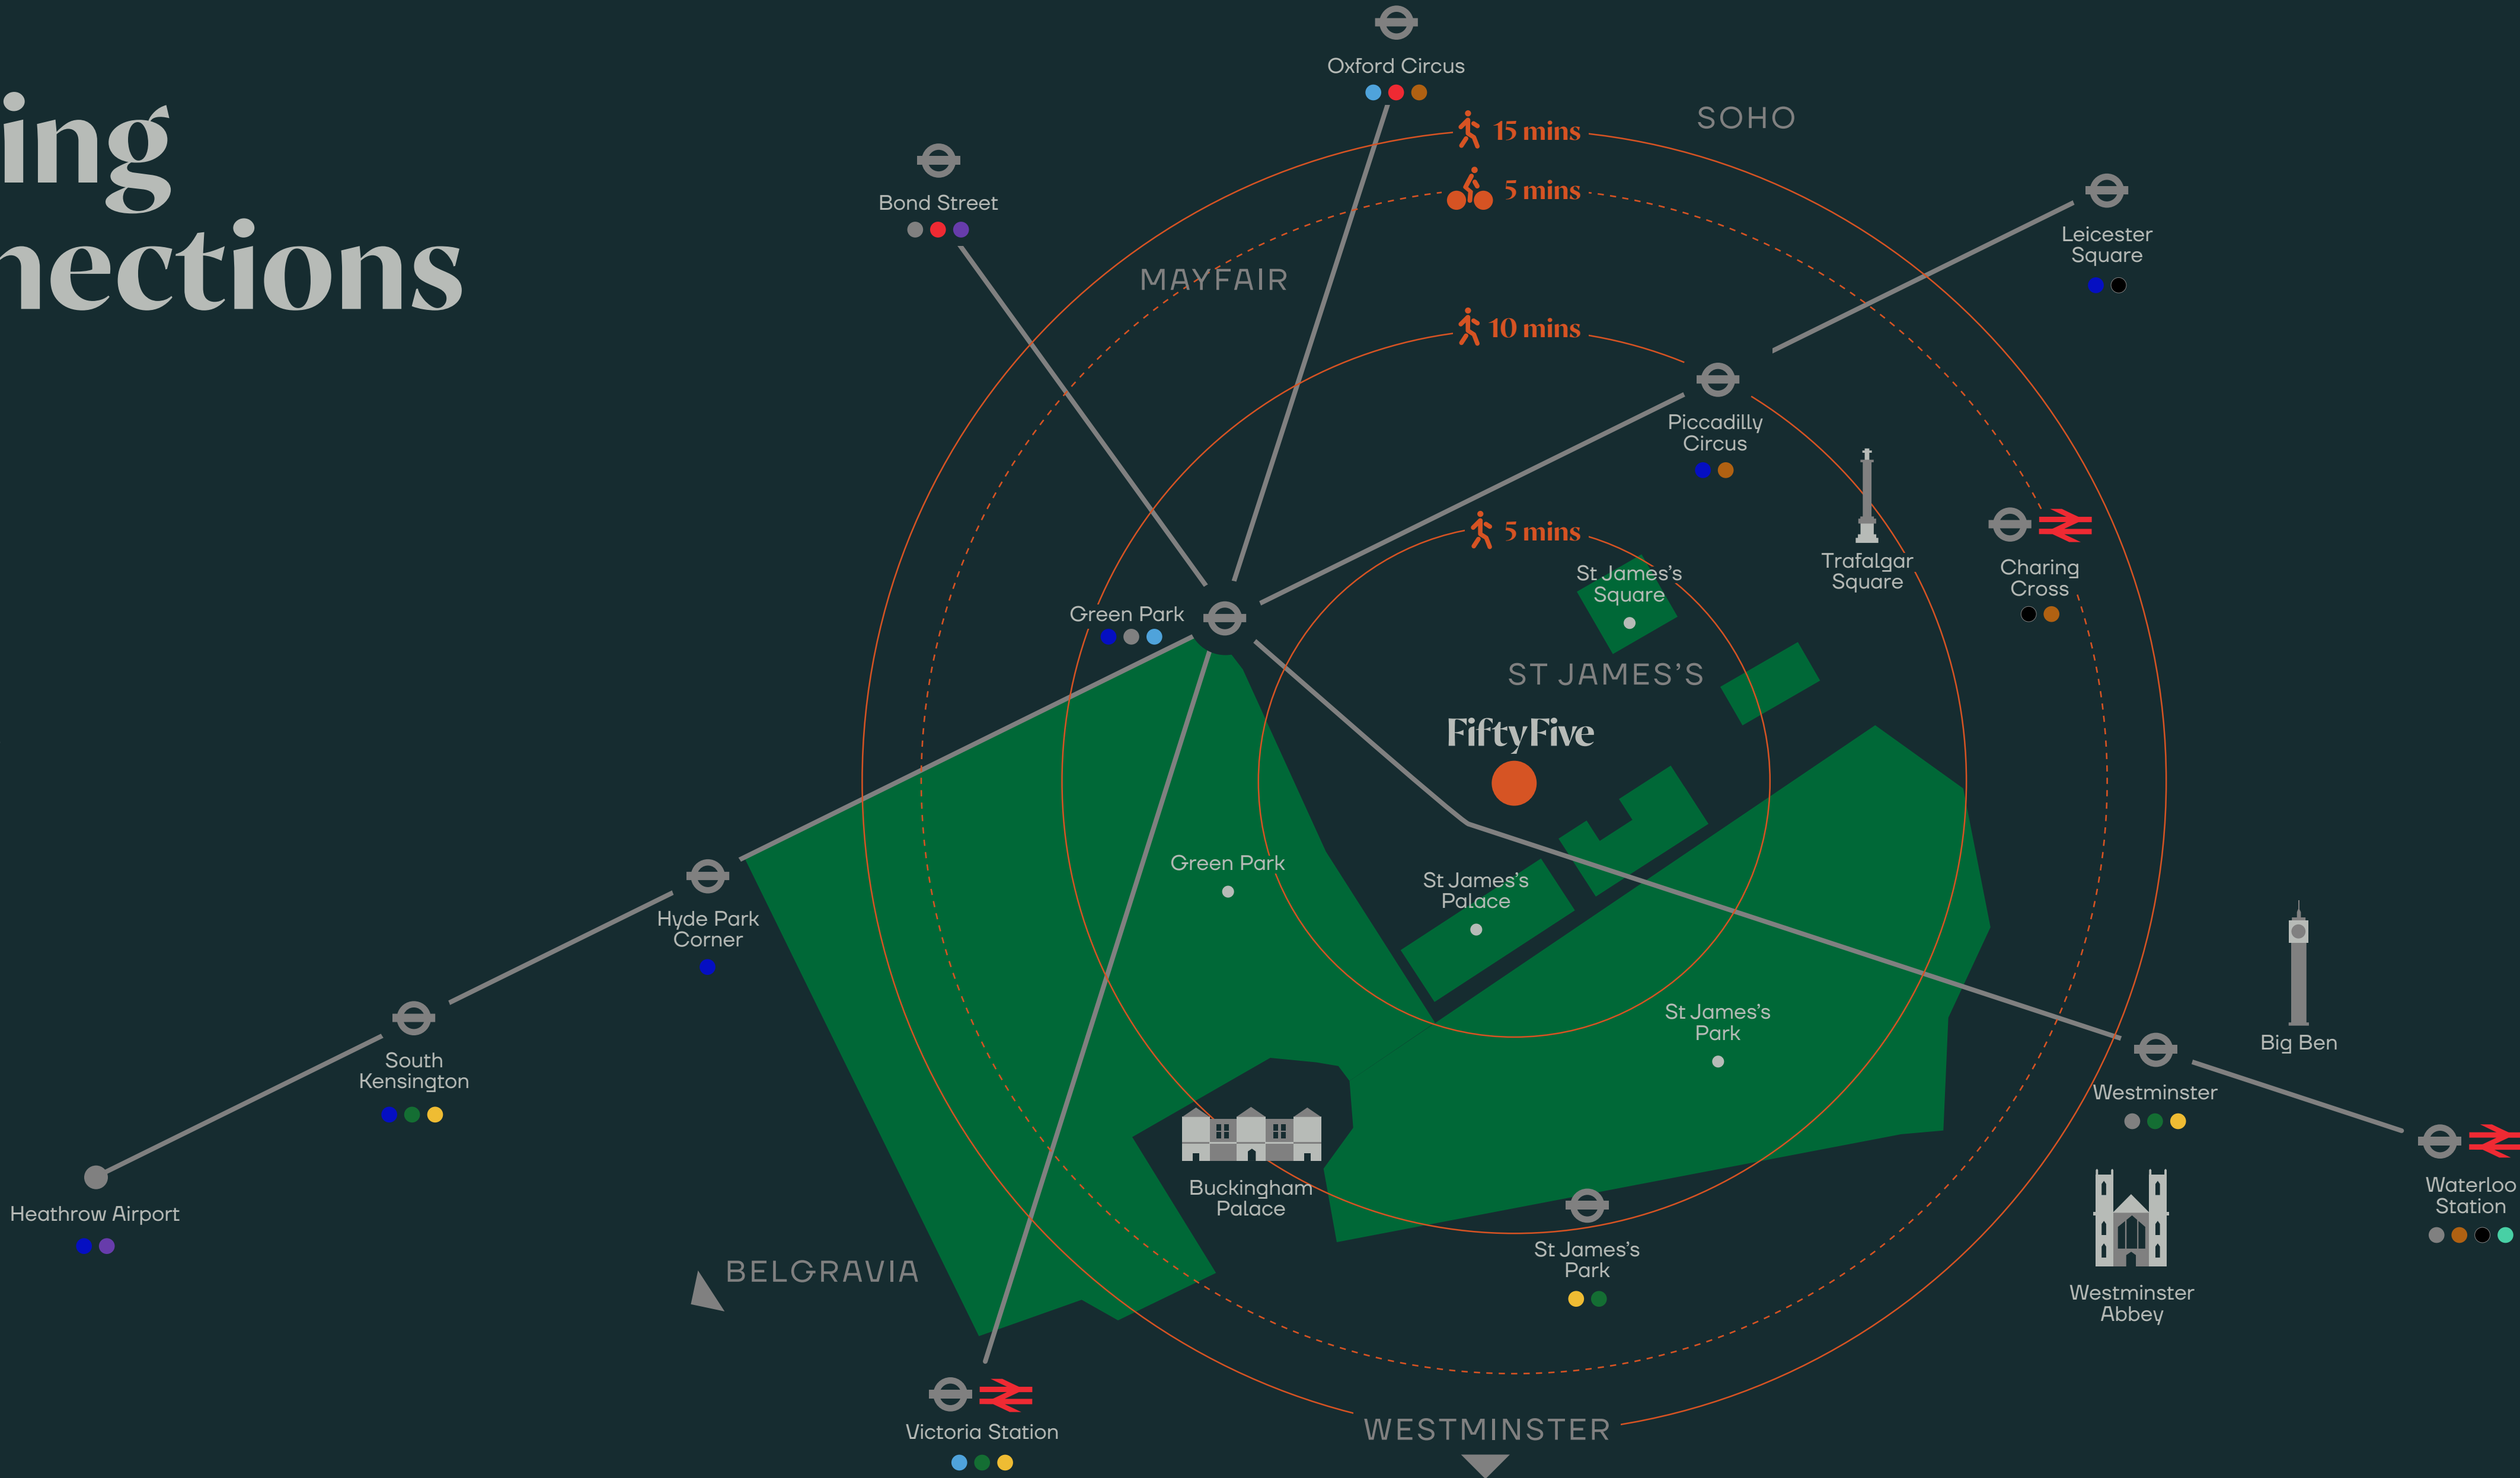 ing
nections
Oxford Circus
SOHO
15 mins
5 mins
Bond Street
MAYFAIR
Leicester
Square
10 mins
Piccadilly
Circus
5 mins
Trafalgar
Square
Charing
Cross
St James’s
Square
Green Park
ST JAMES’S
FiftyFive
Green Park
St James’s
Palace
Hyde Park
Corner
South
Kensington
St James’s
Park
Big Ben
Westminster
Heathrow Airport
Buckingham
Palace
Waterloo
Station
St James’s
Park
BELGRAVIA
Westminster
Abbey
Victoria Station
WESTMINSTER